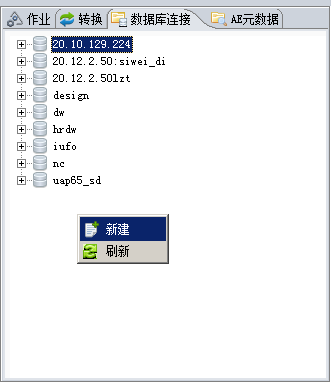 作业 转换 数据库连接 AE元数据
20.10.129.224
20.12.2.50:siwei_di
20.12.2.50lzt
design
dw
hrdw
iufo
nc
uap65_sd
新建
刷新